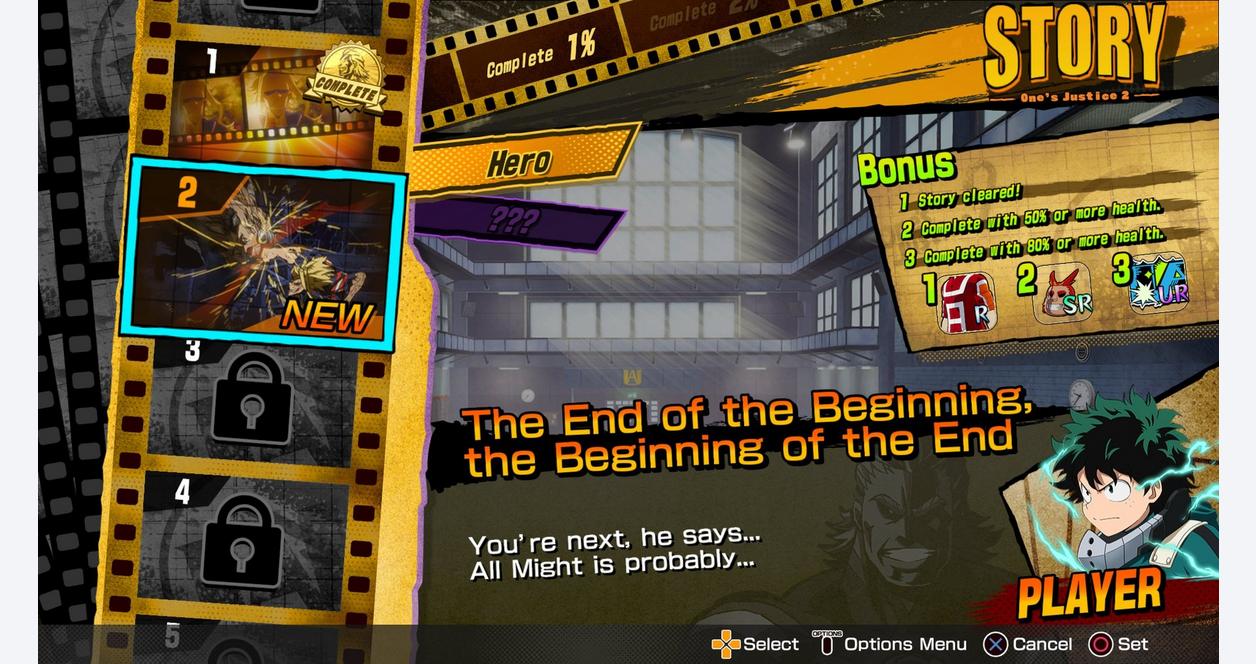 1
COMPLETE
2
NEW
3
4
5
Complete 1%
Complete 2%
STORY
One's Justice 2
Hero
???
Bonus
1 Story cleared!
2 Complete with 50% or more health.
3 Complete with 80% or more health.
1 R
2 SR
3 UR
The End of the Beginning,
the Beginning of the End
You're next, he says...
All Might is probably...
PLAYER
Select
OPTIONS Options Menu
Cancel
Set